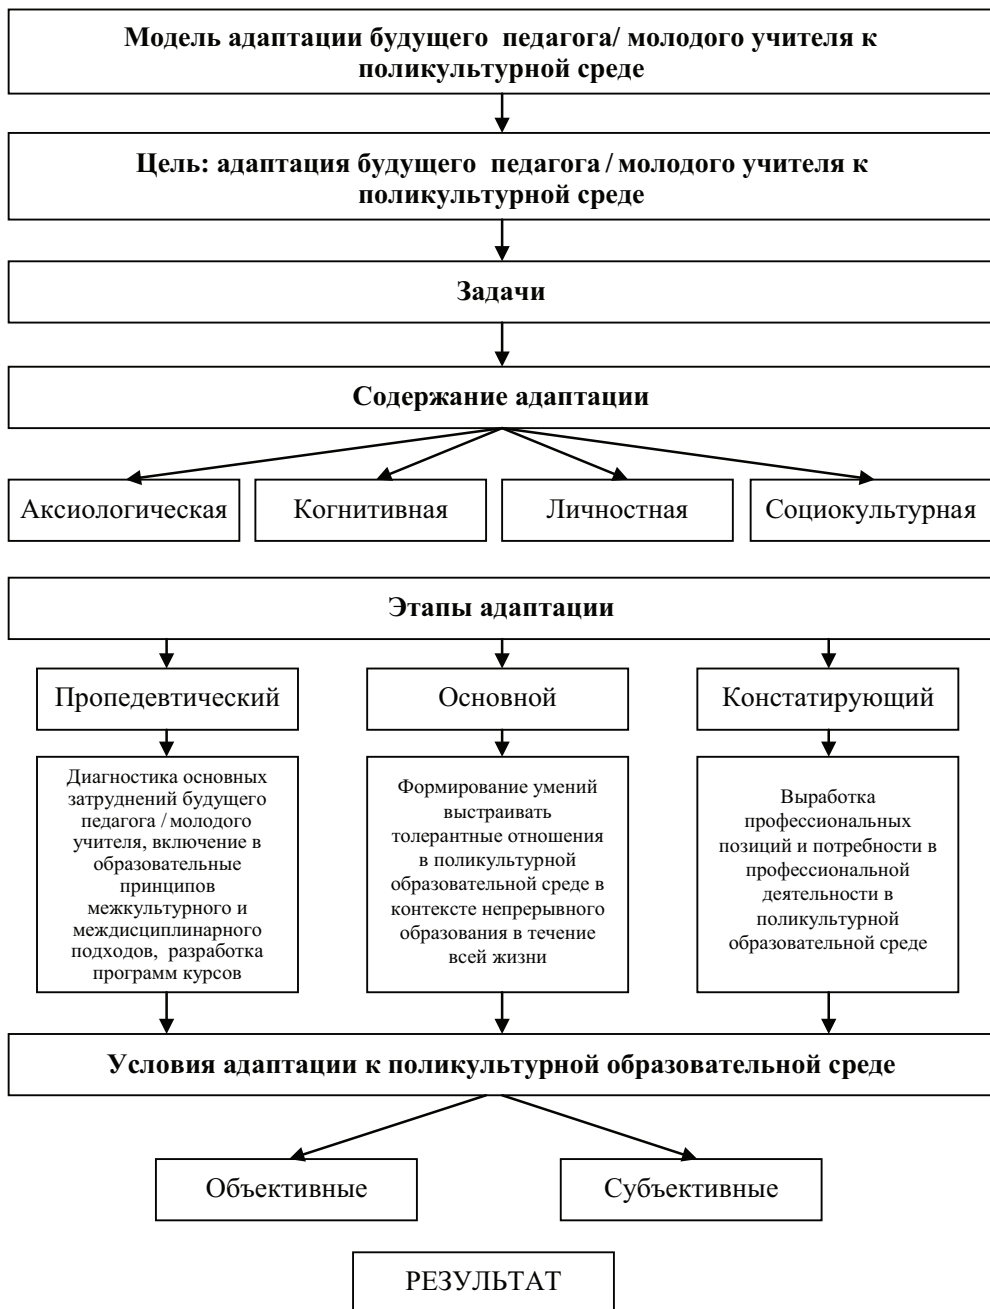 Модель адаптации будущего педагога/ молодого учителя к
поликультурной среде
Цель: адаптация будущего педагога / молодого учителя к
поликультурной среде
Задачи
Содержание адаптации
Аксиологическая
Когнитивная
Личностная
Социокультурная
Этапы адаптации
Пропедевтический
Основной
Констатирующий
Диагностика основных
затруднений будущего
педагога / молодого
учителя, включение в
образовательные
принципов
межкультурного и
междисциплинарного
подходов, разработка
программ курсов
Формирование умений
выстраивать
толерантные отношения
в поликультурной
образовательной среде в
контексте непрерывного
образования в течение
всей жизни
Выработка
профессиональных
позиций и потребности в
профессиональной
деятельности в
поликультурной
образовательной среде
Условия адаптации к поликультурной образовательной среде
Объективные
Субъективные
РЕЗУЛЬТАТ